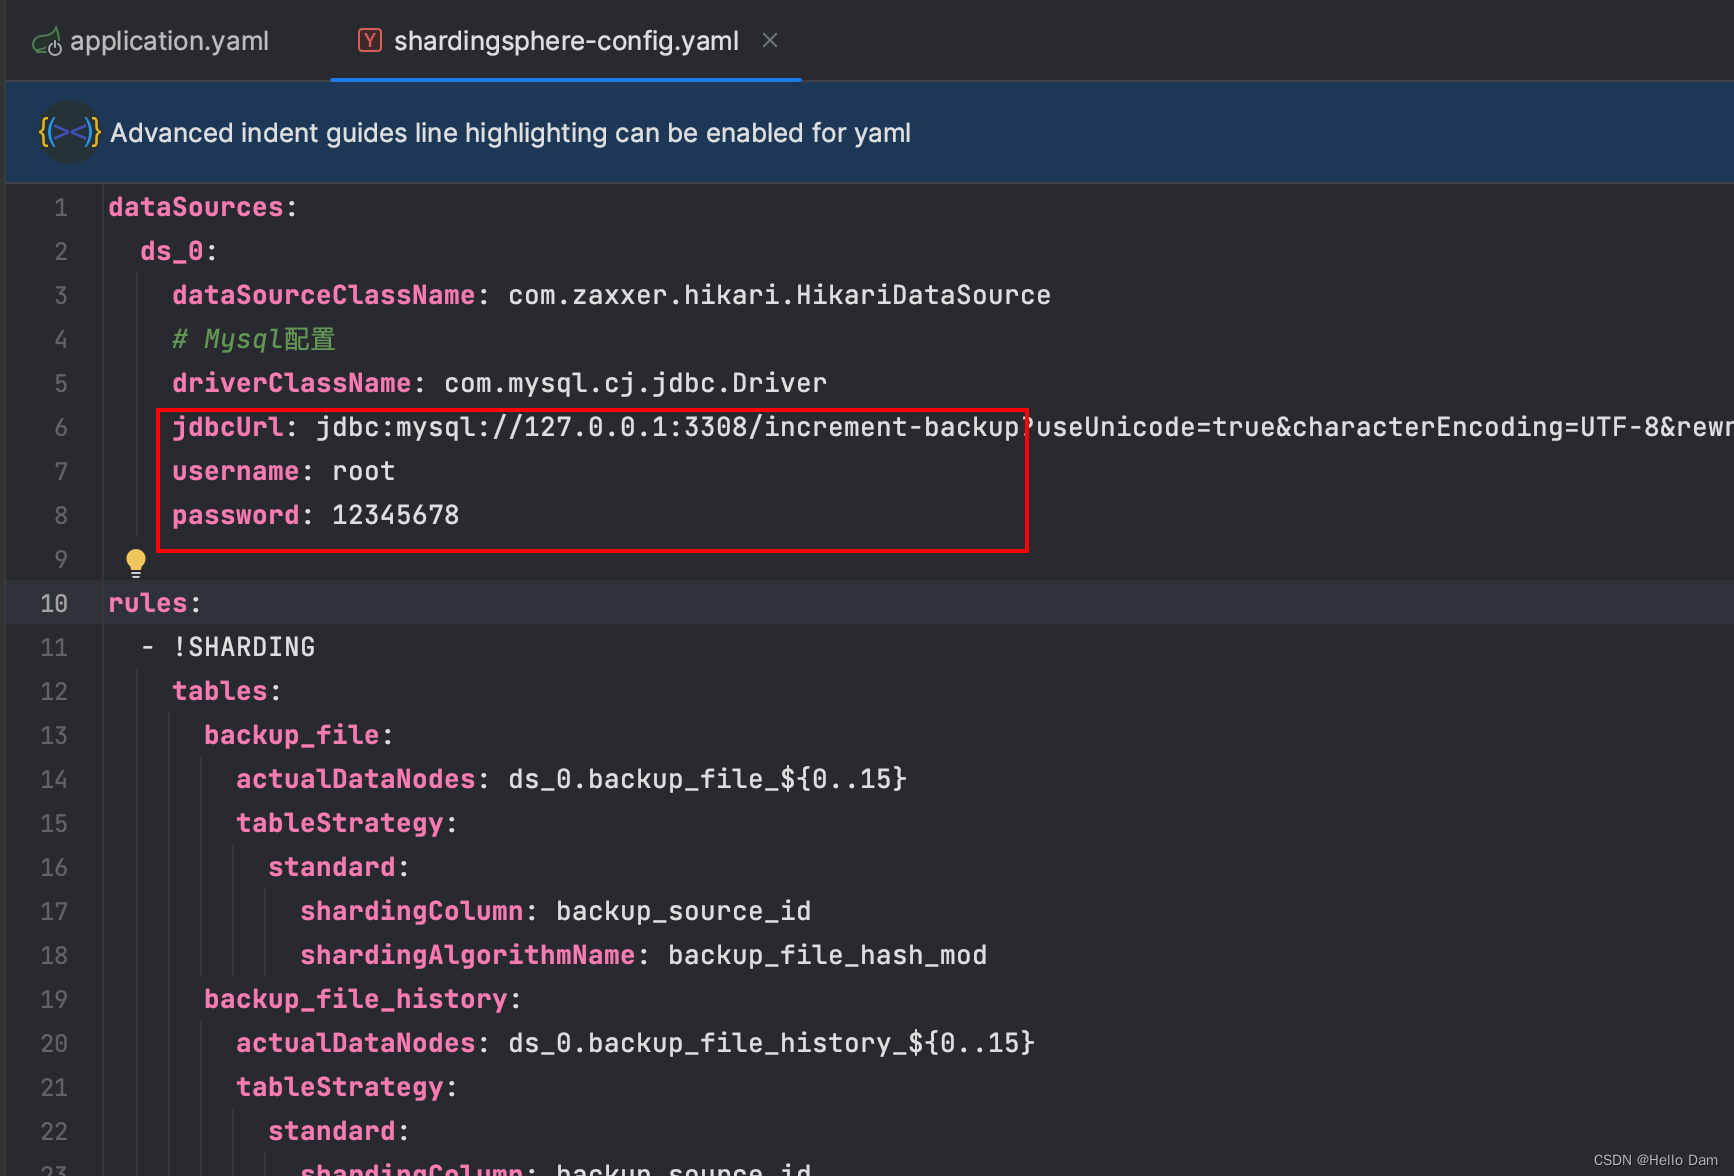 application.yaml
shardingsphere-config.yaml
Advanced indent guides line highlighting can be enabled for yaml
1 dataSources:
2 ds_0:
3 dataSourceClassName: com.zaxxer.hikari.HikariDataSource
4 # Mysql配置
5 driverClassName: com.mysql.cj.jdbc.Driver
6 jdbcUrl: jdbc:mysql://127.0.0.1:3308/increment-backup?useUnicode=true&characterEncoding=UTF-8&rewr
7 username: root
8 password: 12345678
9
10 rules:
11 - !SHARDING
12 tables:
13 backup_file:
14 actualDataNodes: ds_0.backup_file_${0..15}
15 tableStrategy:
16 standard:
17 shardingColumn: backup_source_id
18 shardingAlgorithmName: backup_file_hash_mod
19 backup_file_history:
20 actualDataNodes: ds_0.backup_file_history_${0..15}
21 tableStrategy:
22 standard:
23 shardingColumn: backup_source_id
CSDN @Hello Dam